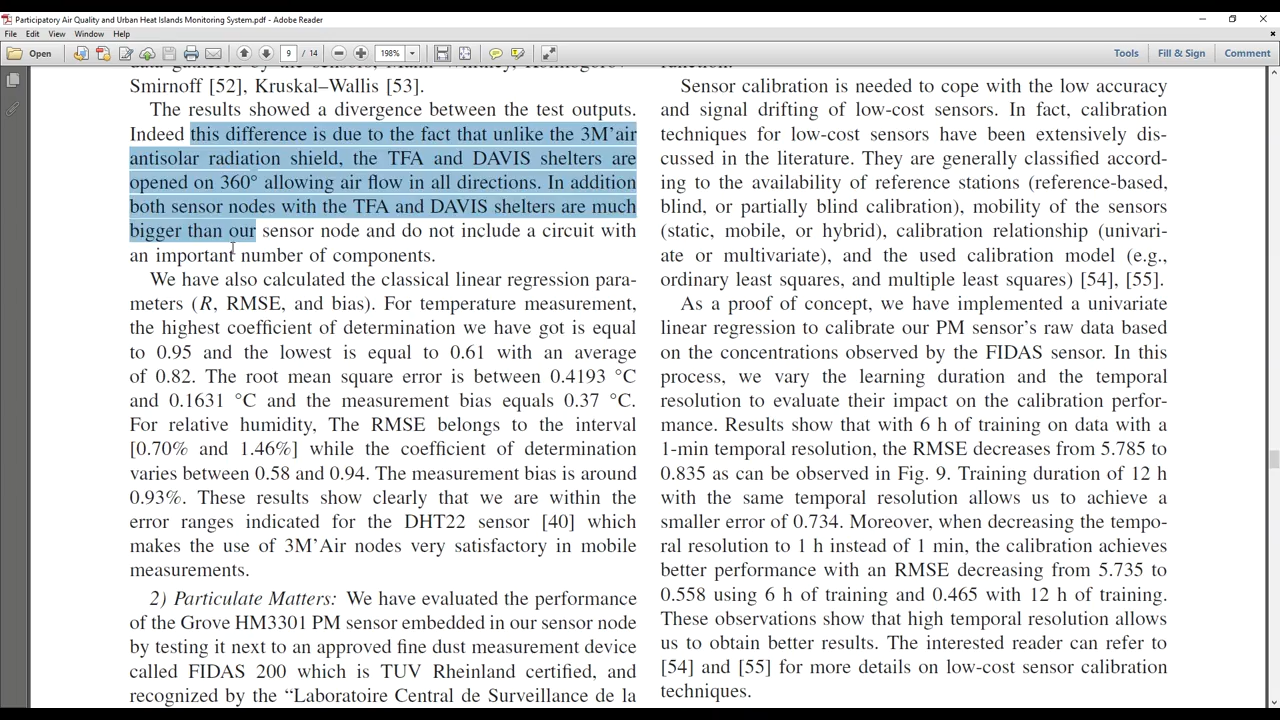 Participatory Air Quality and Urban Heat Islands Monitoring System.pdf - Adobe Reader
File Edit View Window Help
Open 9 / 14 198% Tools Fill & Sign Comment
Smirnoff [52], Kruskal–Wallis [53].
The results showed a divergence between the test outputs.
Indeed this difference is due to the fact that unlike the 3M'air
antisolar radiation shield, the TFA and DAVIS shelters are
opened on 360° allowing air flow in all directions. In addition
both sensor nodes with the TFA and DAVIS shelters are much
bigger than our sensor node and do not include a circuit with
an important number of components.
We have also calculated the classical linear regression para-
meters (R, RMSE, and bias). For temperature measurement,
the highest coefficient of determination we have got is equal
to 0.95 and the lowest is equal to 0.61 with an average
of 0.82. The root mean square error is between 0.4193 °C
and 0.1631 °C and the measurement bias equals 0.37 °C.
For relative humidity, The RMSE belongs to the interval
[0.70% and 1.46%] while the coefficient of determination
varies between 0.58 and 0.94. The measurement bias is around
0.93%. These results show clearly that we are within the
error ranges indicated for the DHT22 sensor [40] which
makes the use of 3M'Air nodes very satisfactory in mobile
measurements.
2) Particulate Matters: We have evaluated the performance
of the Grove HM3301 PM sensor embedded in our sensor node
by testing it next to an approved fine dust measurement device
called FIDAS 200 which is TUV Rheinland certified, and
recognized by the “Laboratoire Central de Surveillance de la
Sensor calibration is needed to cope with the low accuracy
and signal drifting of low-cost sensors. In fact, calibration
techniques for low-cost sensors have been extensively dis-
cussed in the literature. They are generally classified accord-
ing to the availability of reference stations (reference-based,
blind, or partially blind calibration), mobility of the sensors
(static, mobile, or hybrid), calibration relationship (univari-
ate or multivariate), and the used calibration model (e.g.,
ordinary least squares, and multiple least squares) [54], [55].
As a proof of concept, we have implemented a univariate
linear regression to calibrate our PM sensor's raw data based
on the concentrations observed by the FIDAS sensor. In this
process, we vary the learning duration and the temporal
resolution to evaluate their impact on the calibration perfor-
mance. Results show that with 6 h of training on data with a
1-min temporal resolution, the RMSE decreases from 5.785 to
0.835 as can be observed in Fig. 9. Training duration of 12 h
with the same temporal resolution allows us to achieve a
smaller error of 0.734. Moreover, when decreasing the tempo-
ral resolution to 1 h instead of 1 min, the calibration achieves
better performance with an RMSE decreasing from 5.735 to
0.558 using 6 h of training and 0.465 with 12 h of training.
These observations show that high temporal resolution allows
us to obtain better results. The interested reader can refer to
[54] and [55] for more details on low-cost sensor calibration
techniques.